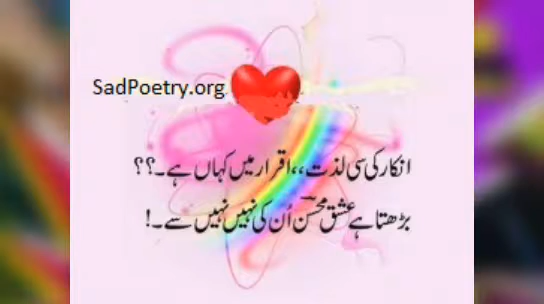 SadPoetry.org
انکار کی سی لذت،، اقرار میں کہاں ہے۔؟؟
بڑھتا ہے عشق محسنؔ اُن کی نہیں نہیں سے۔!